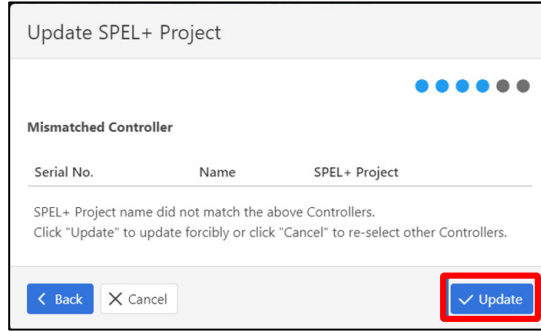 Update SPEL+ Project
Mismatched Controller
Serial No. Name SPEL+ Project
SPEL+ Project name did not match the above Controllers.
Click "Update" to update forcibly or click "Cancel" to re-select other Controllers.
Back Cancel Update